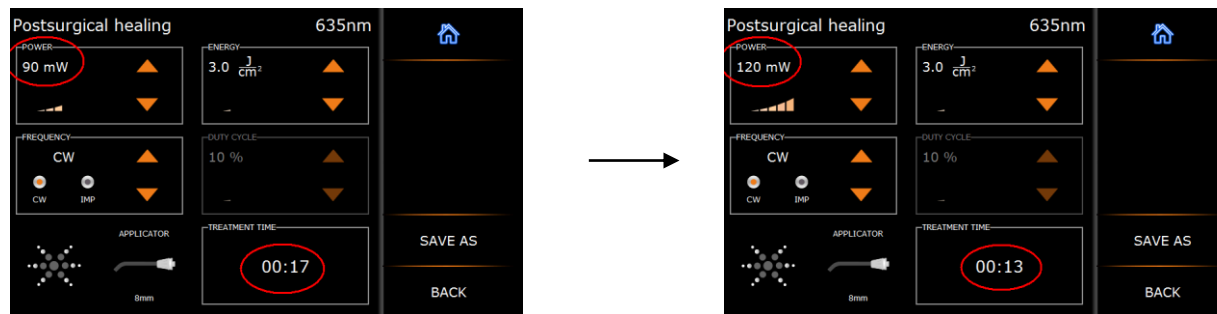 Postsurgical healing 635nm
POWER ENERGY
90 mW 3.0 J/cm²
FREQUENCY DUTY CYCLE
CW 10 %
CW IMP
APPLICATOR TREATMENT TIME
SAVE AS
00:17
8mm BACK
Postsurgical healing 635nm
POWER ENERGY
120 mW 3.0 J/cm²
FREQUENCY DUTY CYCLE
CW 10 %
CW IMP
APPLICATOR TREATMENT TIME
SAVE AS
00:13
8mm BACK